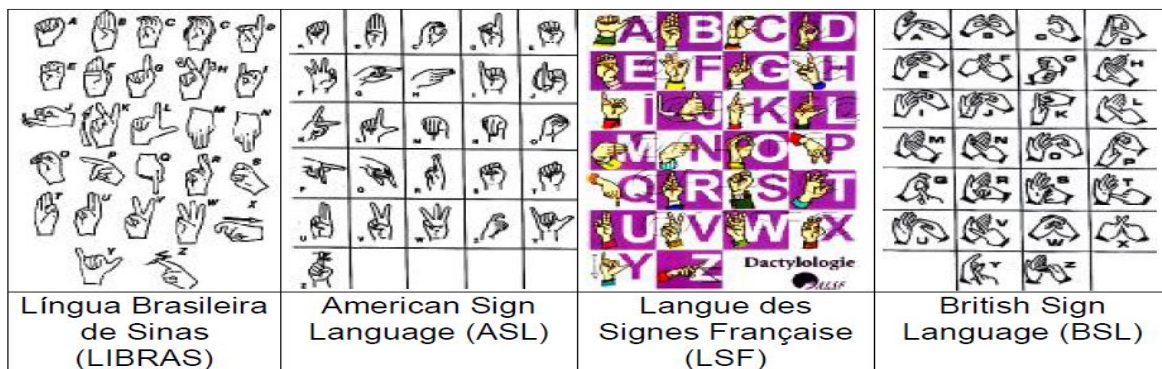 A B C C D
E F G H I
J K L M N
O P Q R S
T U V W X
Y Z
Língua Brasileira
de Sinas
(LIBRAS)
A B C D E
F G H I J
K L M N O
P Q R S T
U V W X Y
Z
American Sign
Language (ASL)
A B C D
E F G H
I J K L
M N O P
Q R S T
U V W X
Y Z Dactylologie
ALSF
Langue des
Signes Française
(LSF)
A B C D
E F G H
I J K L
M N O P
Q R S T
U V W X
Y Z
British Sign
Language (BSL)